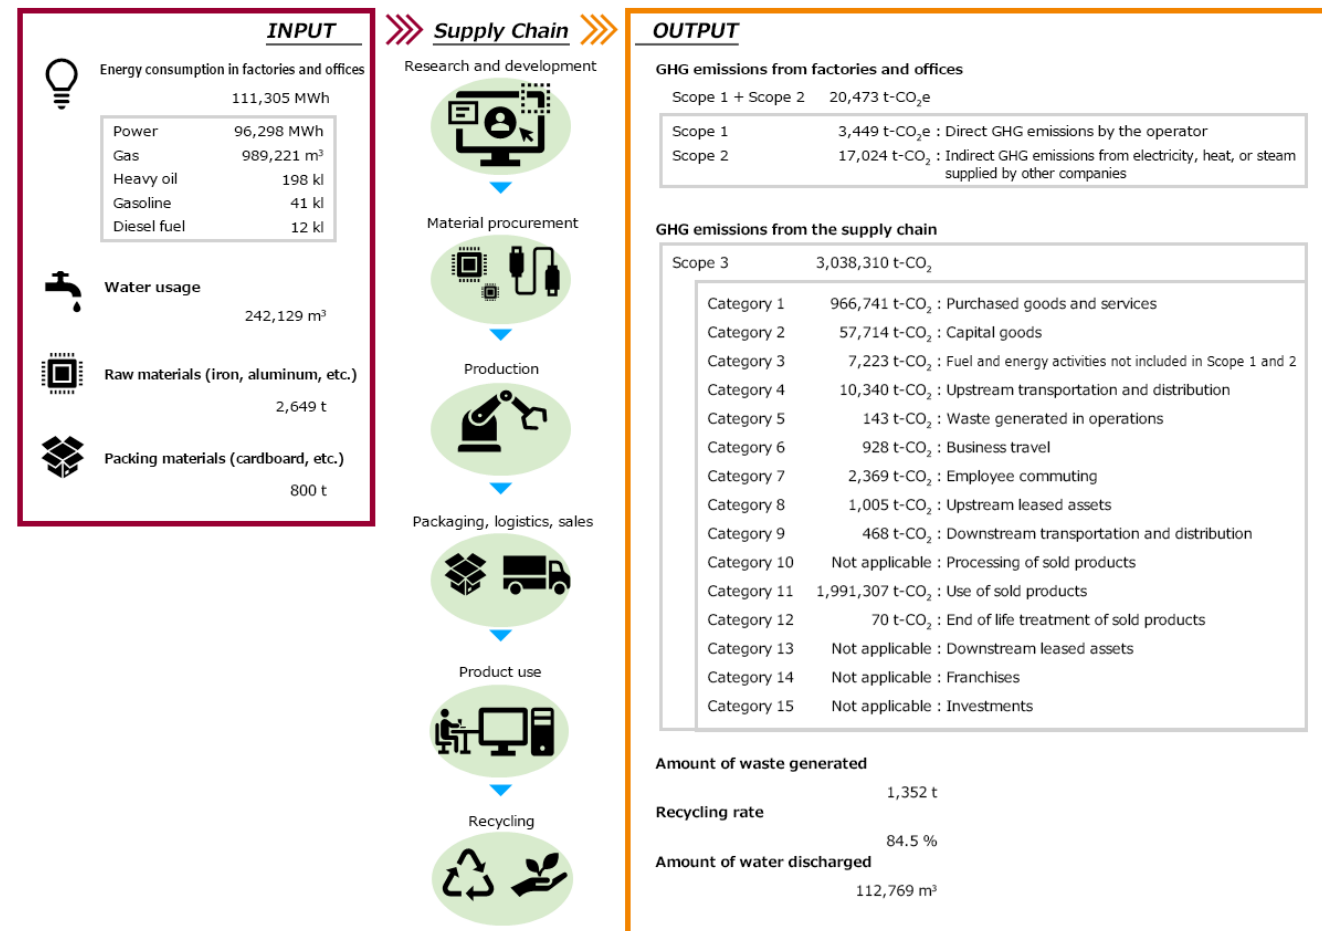 INPUT
Energy consumption in factories and offices
111,305 MWh
Power 96,298 MWh
Gas 989,221 m³
Heavy oil 198 kl
Gasoline 41 kl
Diesel fuel 12 kl
Water usage
242,129 m³
Raw materials (iron, aluminum, etc.)
2,649 t
Packing materials (cardboard, etc.)
800 t
Supply Chain
Research and development
Material procurement
Production
Packaging, logistics, sales
Product use
Recycling
OUTPUT
GHG emissions from factories and offices
Scope 1 + Scope 2 20,473 t-CO₂e
Scope 1 3,449 t-CO₂e : Direct GHG emissions by the operator
Scope 2 17,024 t-CO₂ : Indirect GHG emissions from electricity, heat, or steam
supplied by other companies
GHG emissions from the supply chain
Scope 3 3,038,310 t-CO₂
Category 1 966,741 t-CO₂ : Purchased goods and services
Category 2 57,714 t-CO₂ : Capital goods
Category 3 7,223 t-CO₂ : Fuel and energy activities not included in Scope 1 and 2
Category 4 10,340 t-CO₂ : Upstream transportation and distribution
Category 5 143 t-CO₂ : Waste generated in operations
Category 6 928 t-CO₂ : Business travel
Category 7 2,369 t-CO₂ : Employee commuting
Category 8 1,005 t-CO₂ : Upstream leased assets
Category 9 468 t-CO₂ : Downstream transportation and distribution
Category 10 Not applicable : Processing of sold products
Category 11 1,991,307 t-CO₂ : Use of sold products
Category 12 70 t-CO₂ : End of life treatment of sold products
Category 13 Not applicable : Downstream leased assets
Category 14 Not applicable : Franchises
Category 15 Not applicable : Investments
Amount of waste generated
1,352 t
Recycling rate
84.5 %
Amount of water discharged
112,769 m³